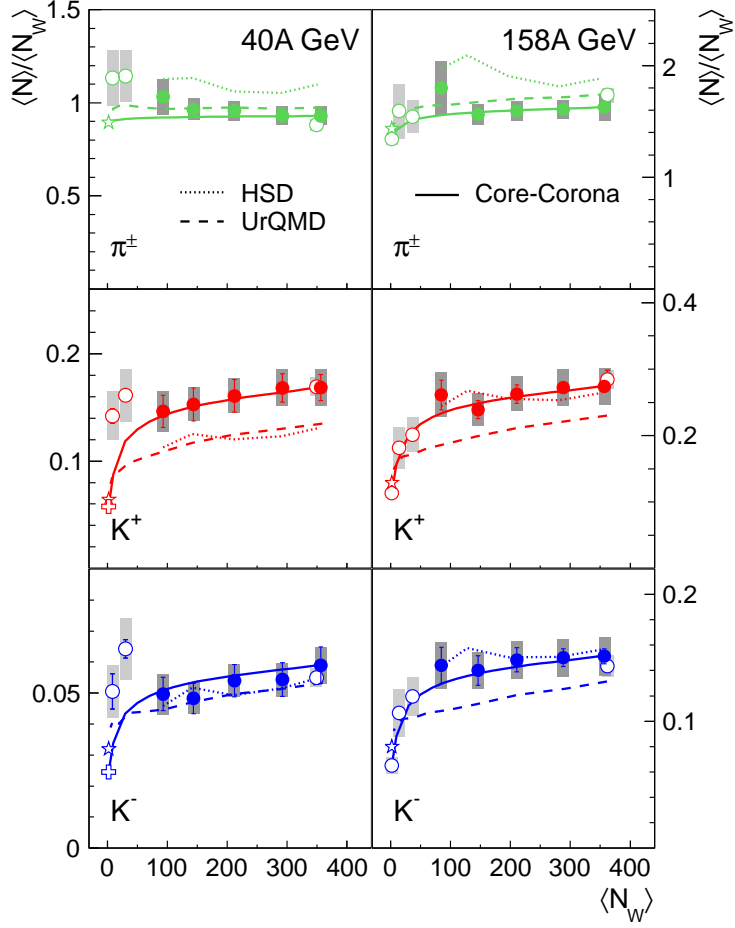 ⟨N⟩/⟨N_W⟩
⟨N⟩/⟨N_W⟩
1.5
1
0.5
40A GeV
158A GeV
2
1
HSD
UrQMD
Core-Corona
π±
π±
0.2
0.1
0.4
0.2
K⁺
K⁺
0.05
0
0.2
0.1
0
K⁻
K⁻
0 100 200 300 400
0 100 200 300 400
⟨N_W⟩